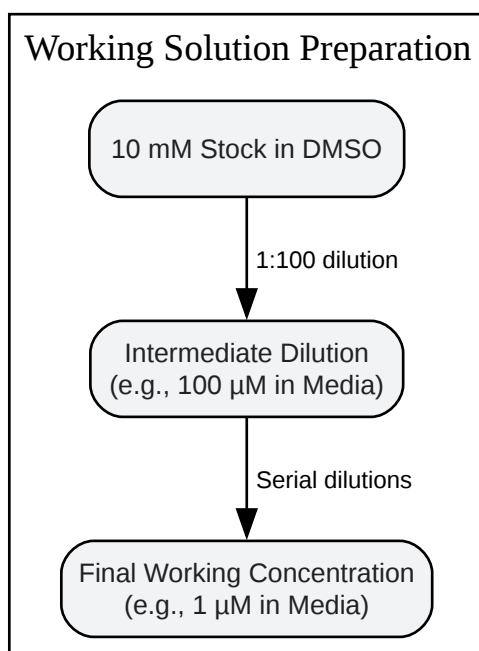 Working Solution Preparation
10 mM Stock in DMSO
1:100 dilution
Intermediate Dilution
(e.g., 100 µM in Media)
Serial dilutions
Final Working Concentration
(e.g., 1 µM in Media)